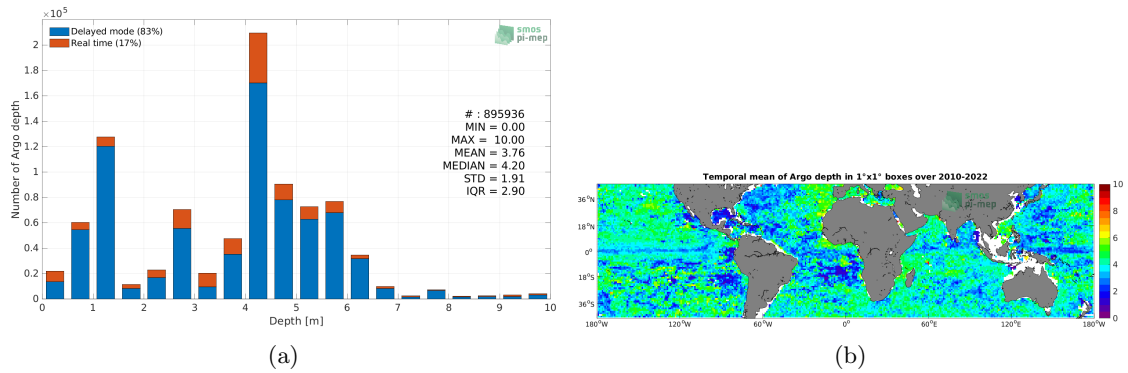 ×10⁵
Delayed mode (83%)
Real time (17%)
smos
pi-mep
2
1.8
1.6
1.4
1.2
1
0.8
0.6
0.4
0.2
0
Number of Argo depth
# : 895936
MIN = 0.00
MAX = 10.00
MEAN = 3.76
MEDIAN = 4.20
STD = 1.91
IQR = 2.90
0 1 2 3 4 5 6 7 8 9 10
Depth [m]
(a)
Temporal mean of Argo depth in 1°x1° boxes over 2010-2022
smos
pi-mep
36°N
18°N
0°
18°S
36°S
180°W 120°W 60°W 0° 60°E 120°E 180°W
10
8
6
4
2
0
(b)